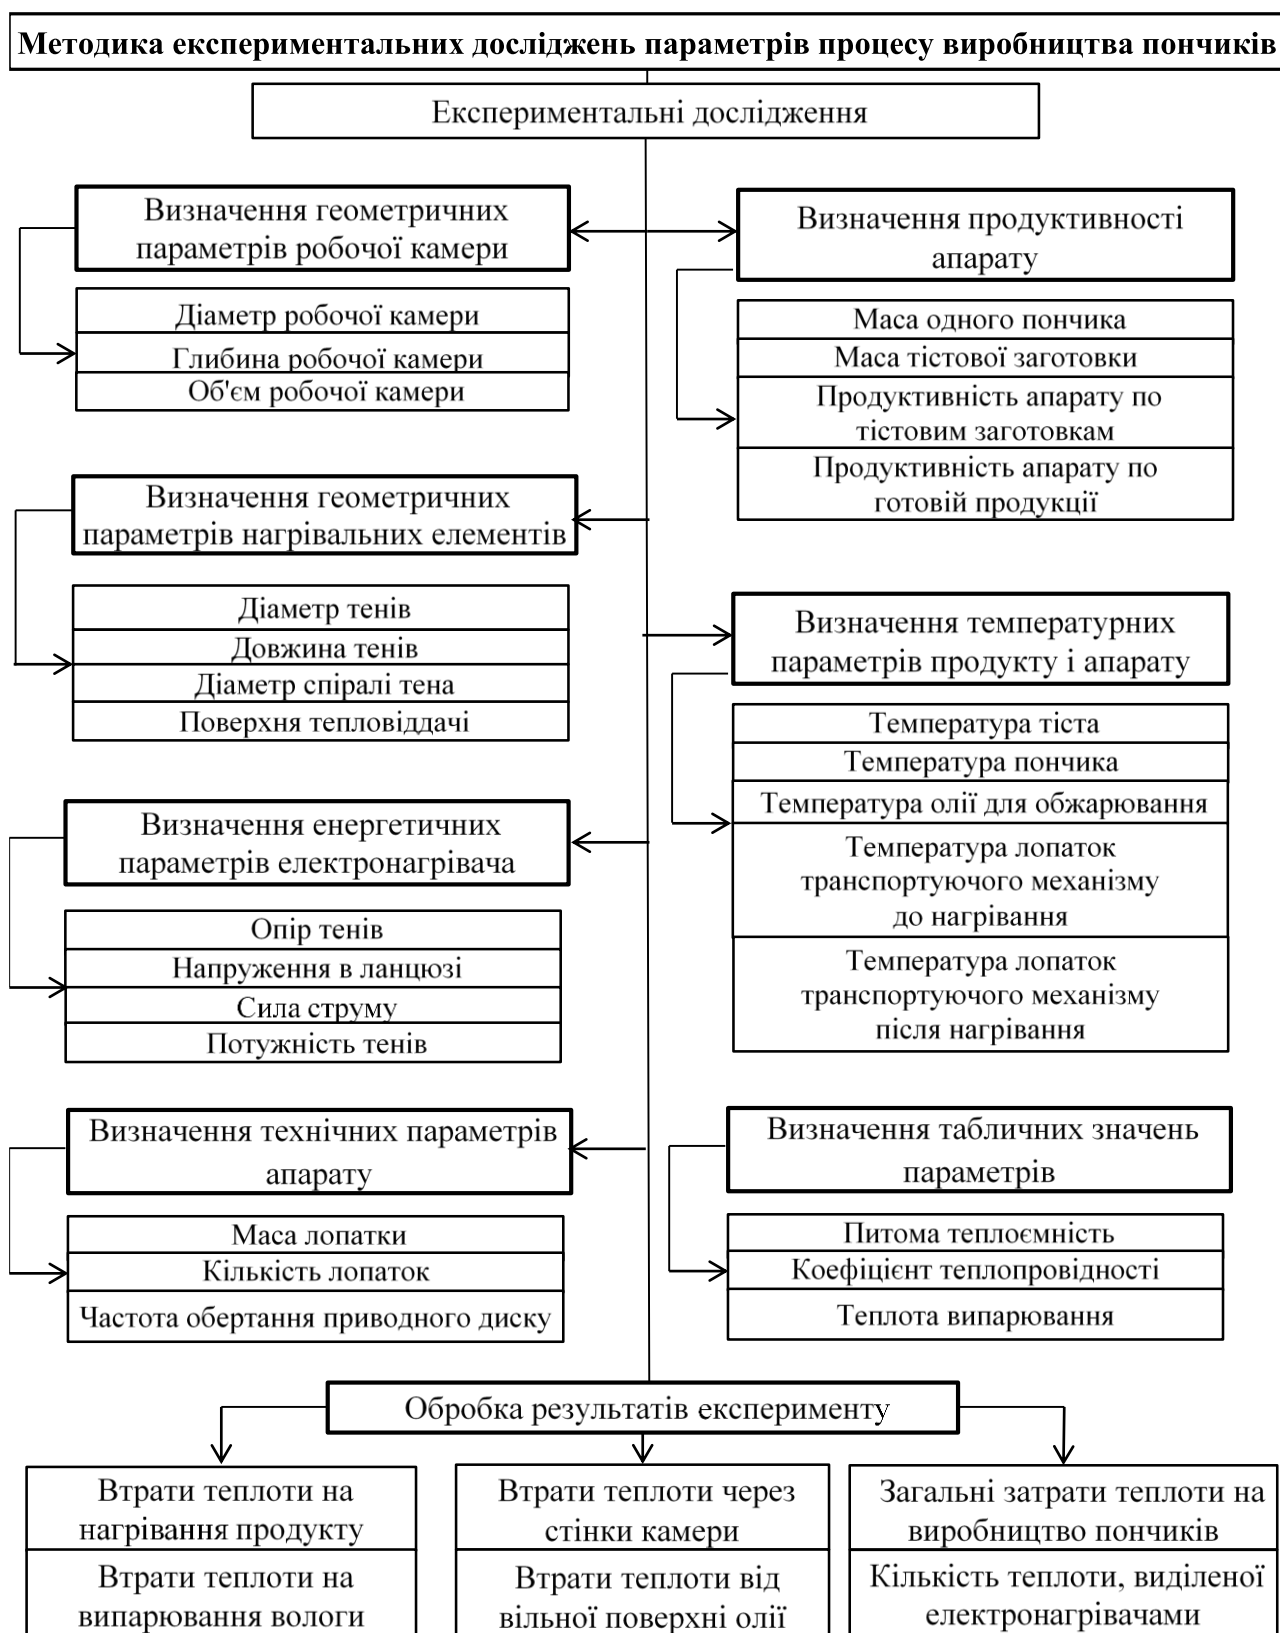 Методика експериментальних досліджень параметрів процесу виробництва пончиків
Експериментальні дослідження
Визначення геометричних
параметрів робочої камери
Діаметр робочої камери
Глибина робочої камери
Об'єм робочої камери
Визначення продуктивності
апарату
Маса одного пончика
Маса тістової заготовки
Продуктивність апарату по
тістовим заготовкам
Продуктивність апарату по
готовій продукції
Визначення геометричних
параметрів нагрівальних елементів
Діаметр тенів
Довжина тенів
Діаметр спіралі тена
Поверхня тепловіддачі
Визначення температурних
параметрів продукту і апарату
Температура тіста
Температура пончика
Температура олії для обжарювання
Температура лопаток
транспортуючого механізму
до нагрівання
Температура лопаток
транспортуючого механізму
після нагрівання
Визначення енергетичних
параметрів електронагрівача
Опір тенів
Напруження в ланцюзі
Сила струму
Потужність тенів
Визначення технічних параметрів
апарату
Маса лопатки
Кількість лопаток
Частота обертання приводного диску
Визначення табличних значень
параметрів
Питома теплоємність
Коефіцієнт теплопровідності
Теплота випарювання
Обробка результатів експерименту
Втрати теплоти на
нагрівання продукту
Втрати теплоти на
випарювання вологи
Втрати теплоти через
стінки камери
Втрати теплоти від
вільної поверхні олії
Загальні затрати теплоти на
виробництво пончиків
Кількість теплоти, виділеної
електронагрівачами